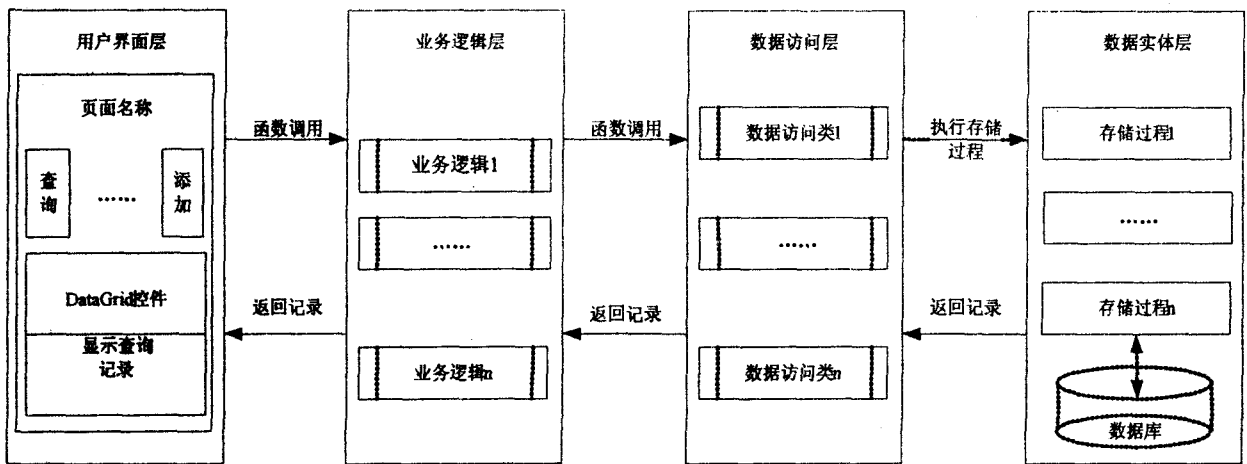 用户界面层
页面名称
查询
……
添加
DataGrid控件
显示查询
记录
函数调用
返回记录
业务逻辑层
业务逻辑1
……
业务逻辑n
函数调用
返回记录
数据访问层
数据访问类1
……
数据访问类n
执行存储
过程
返回记录
数据实体层
存储过程1
……
存储过程n
数据库